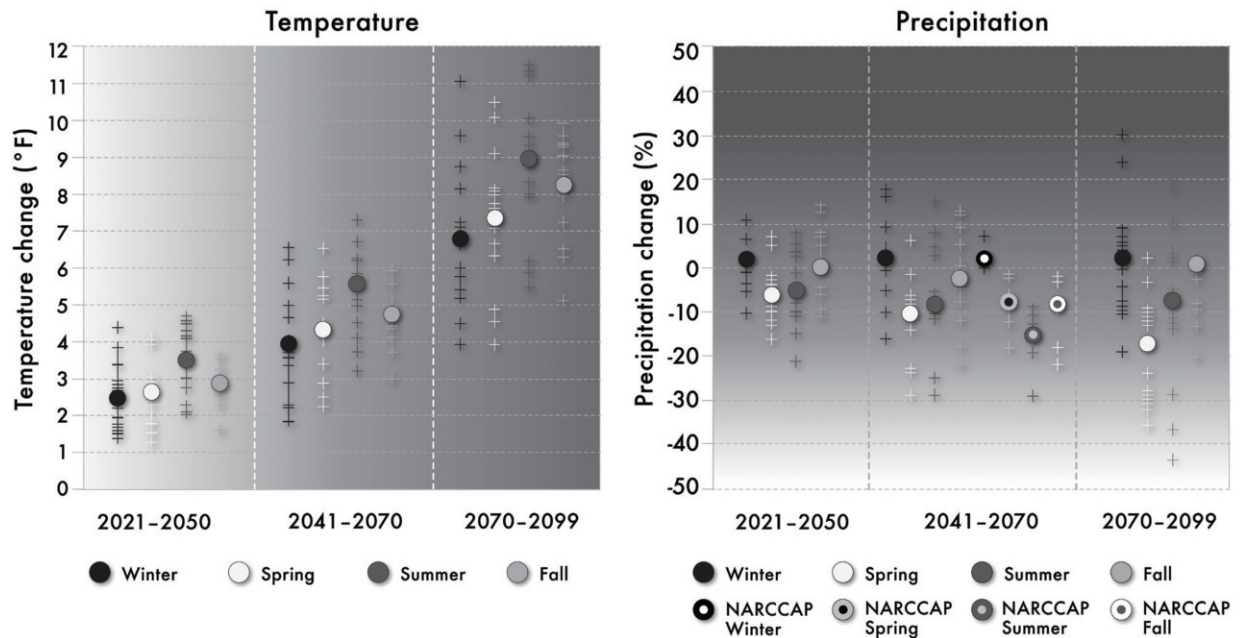 Temperature
Temperature change (°F)
12
11
10
9
8
7
6
5
4
3
2
1
0
2021–2050
2041–2070
2070–2099
Winter
Spring
Summer
Fall
Precipitation
Precipitation change (%)
50
40
30
20
10
0
-10
-20
-30
-40
-50
2021–2050
2041–2070
2070–2099
Winter
Spring
Summer
Fall
NARCCAP
Winter
NARCCAP
Spring
NARCCAP
Summer
NARCCAP
Fall